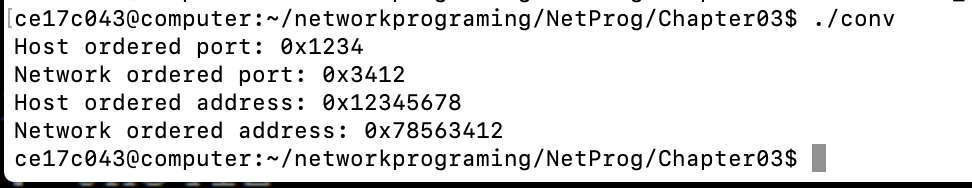 [ce17c043@computer:~/networkprograming/NetProg/Chapter03$ ./conv
Host ordered port: 0x1234
Network ordered port: 0x3412
Host ordered address: 0x12345678
Network ordered address: 0x78563412
ce17c043@computer:~/networkprograming/NetProg/Chapter03$